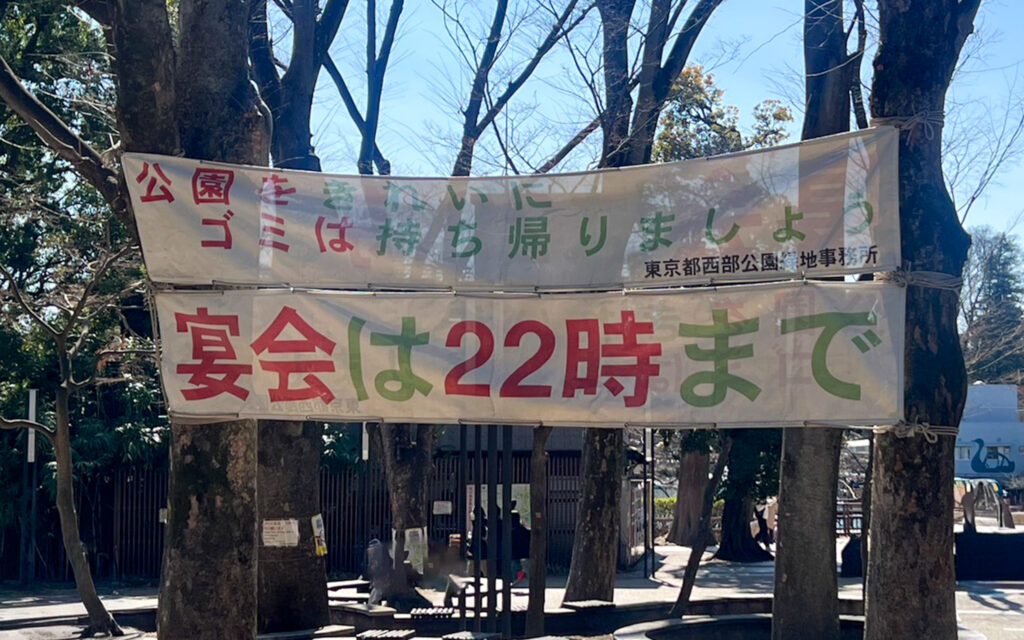 公園をきれいに
ゴミは持ち帰りましょう
東京都西部公園緑地事務所
宴会は22時まで